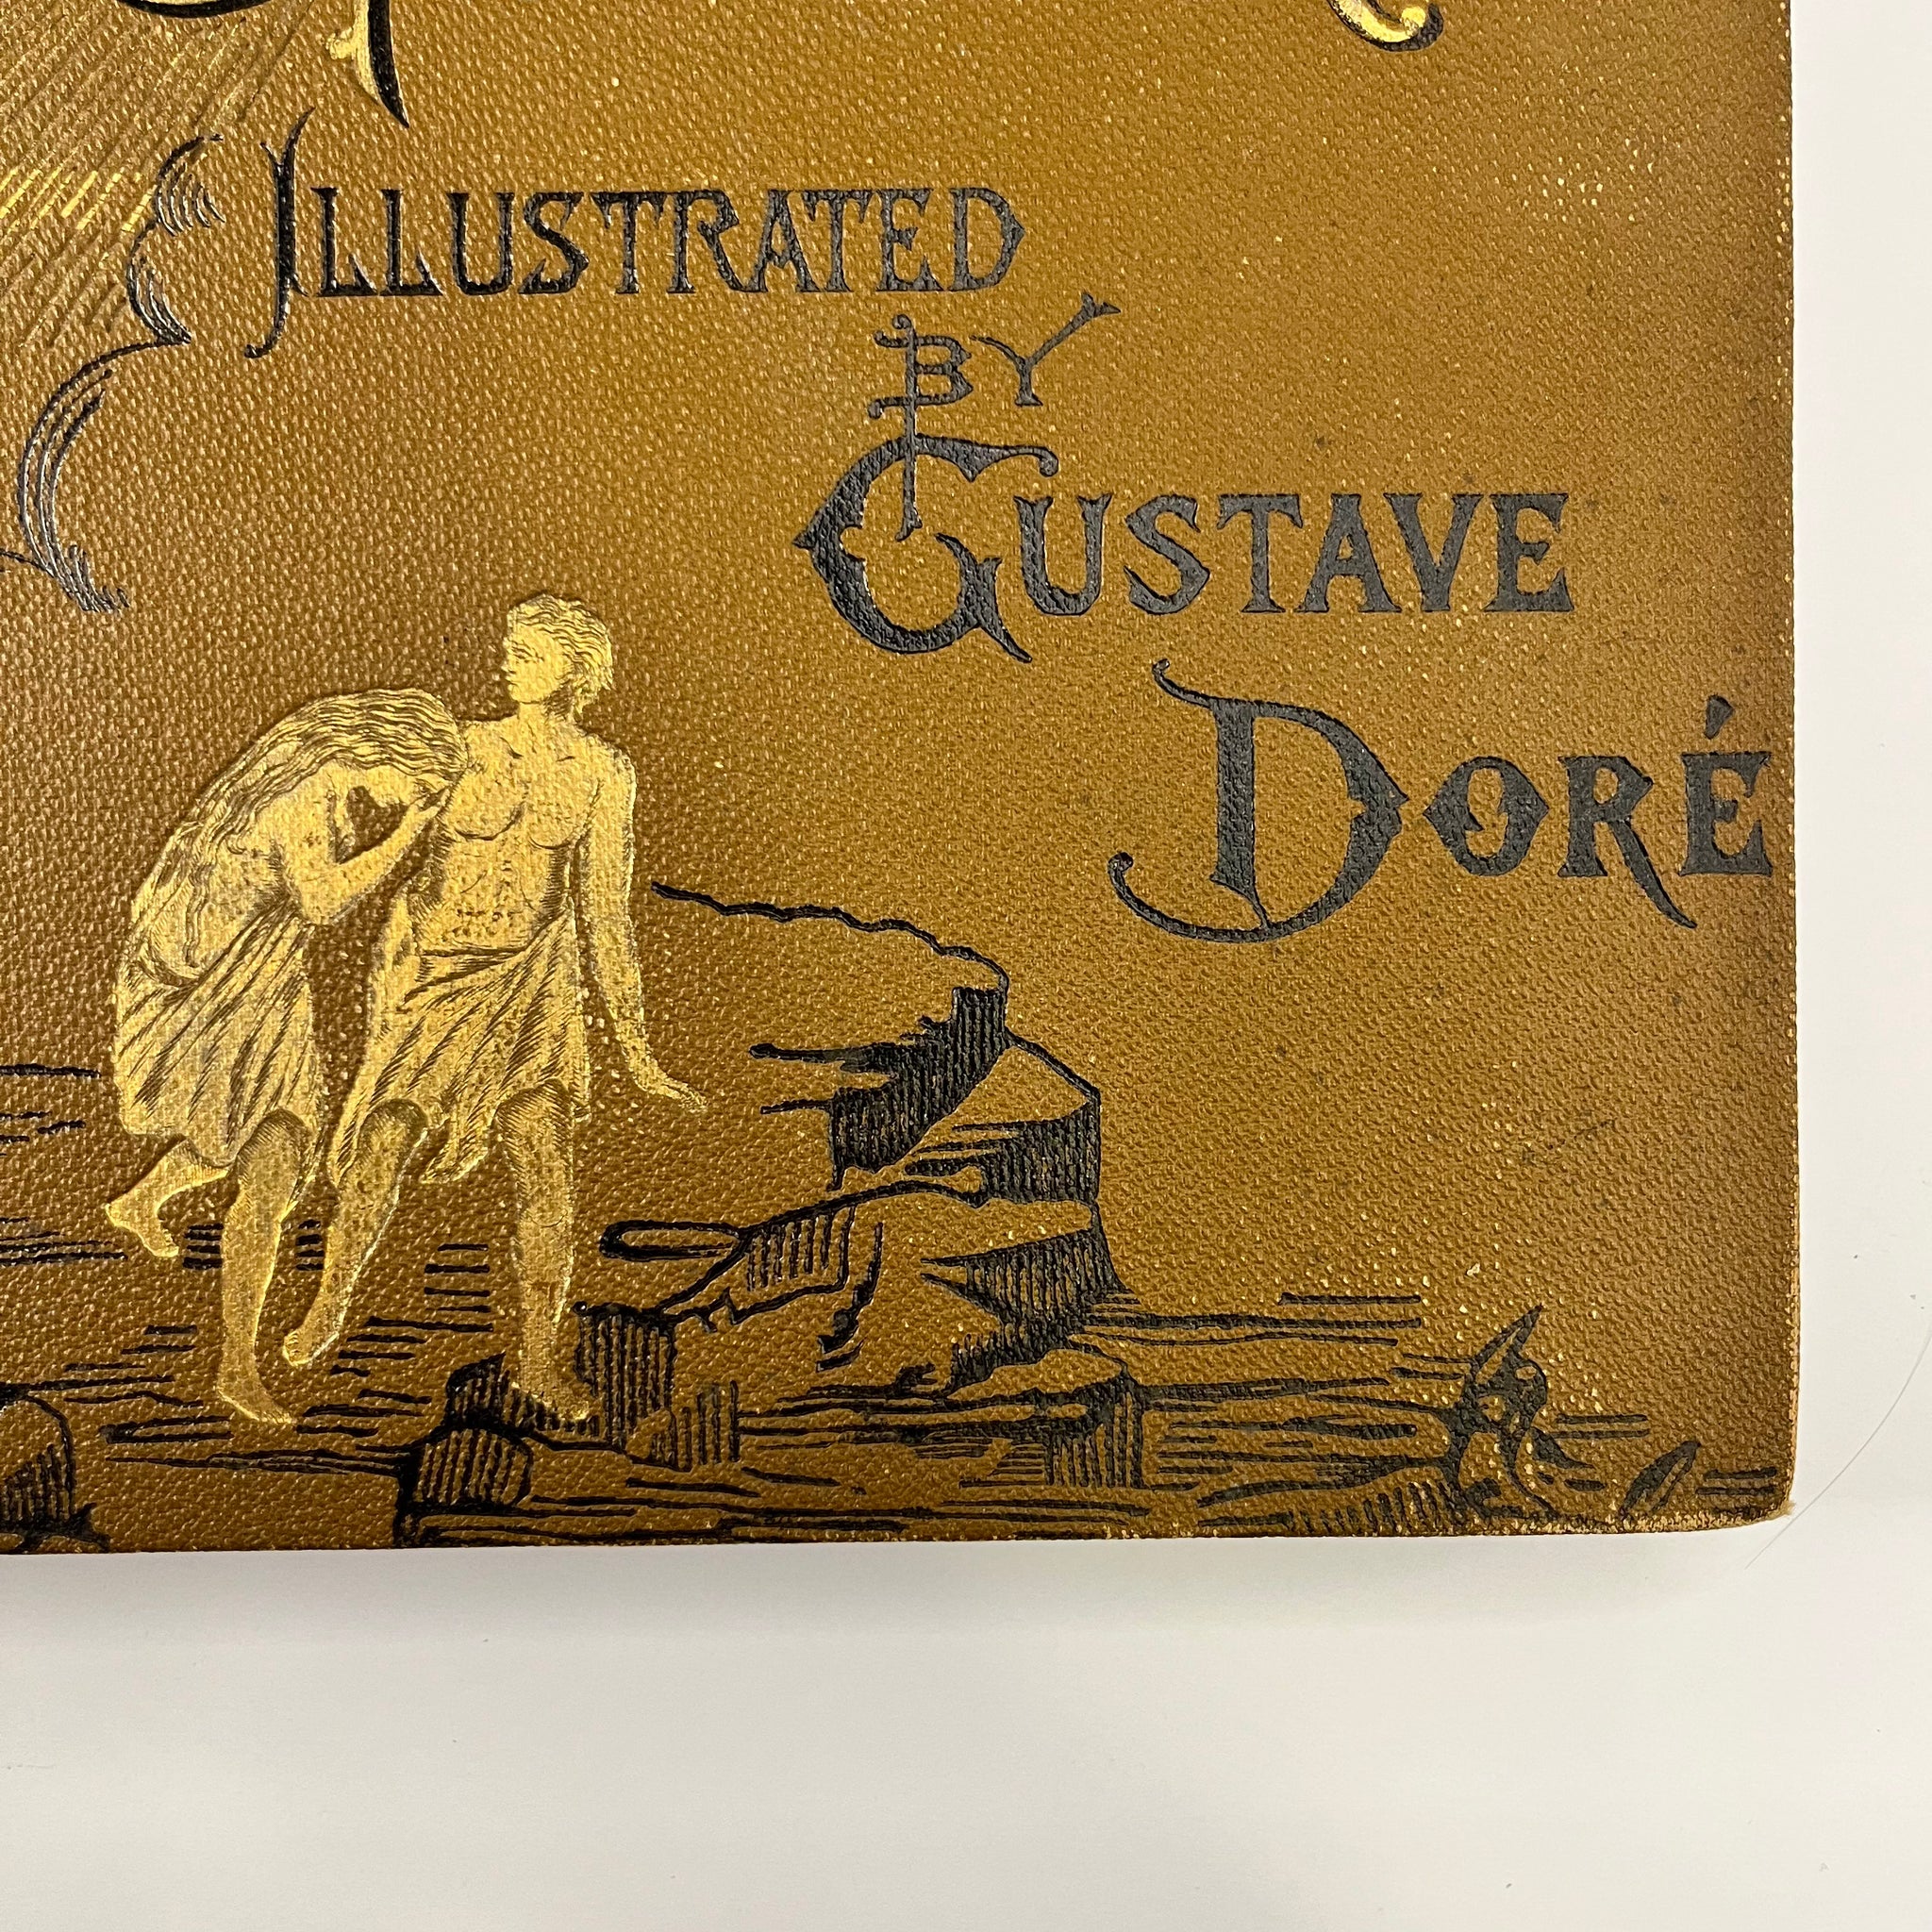 ILLUSTRATED
BY
GUSTAVE
DORÉ